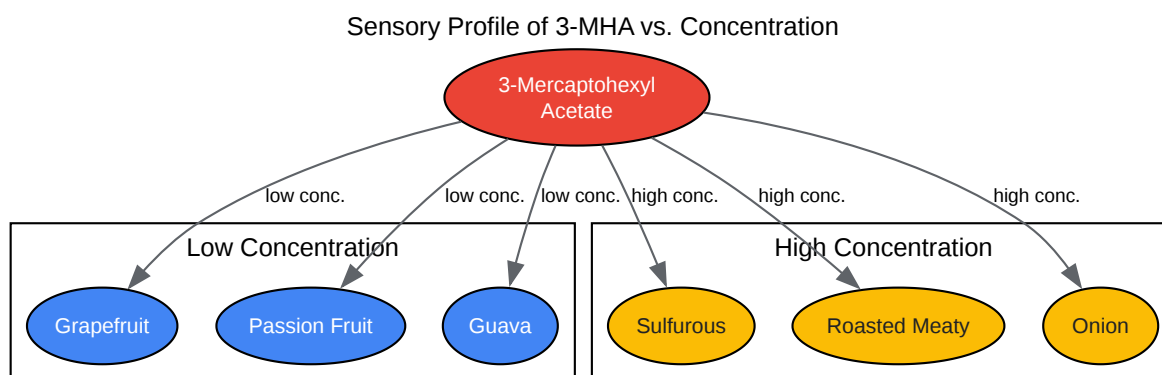 Sensory Profile of 3-MHA vs. Concentration
3-Mercaptohexyl
Acetate
low conc.
low conc.
low conc.
high conc.
high conc.
high conc.
Low Concentration
High Concentration
Grapefruit
Passion Fruit
Guava
Sulfurous
Roasted Meaty
Onion